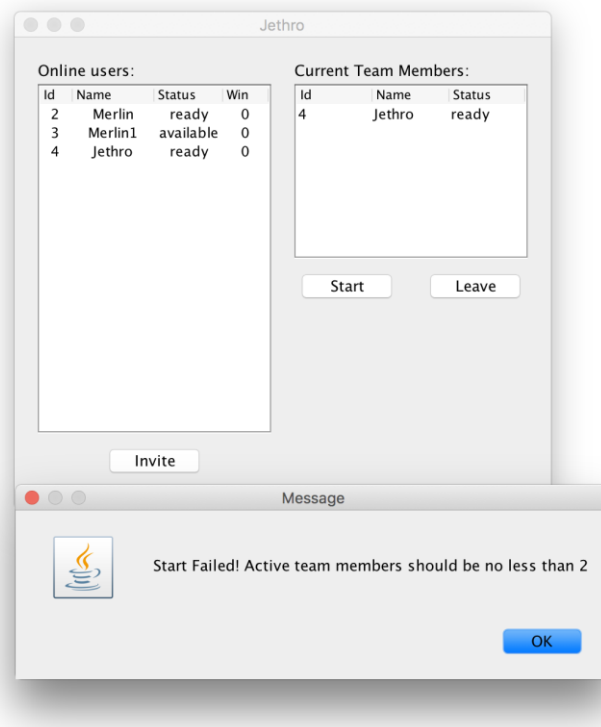 Jethro
Online users:
Id Name Status Win
2 Merlin ready 0
3 Merlin1 available 0
4 Jethro ready 0
Invite
Current Team Members:
Id Name Status
4 Jethro ready
Start Leave
Message
Start Failed! Active team members should be no less than 2
OK